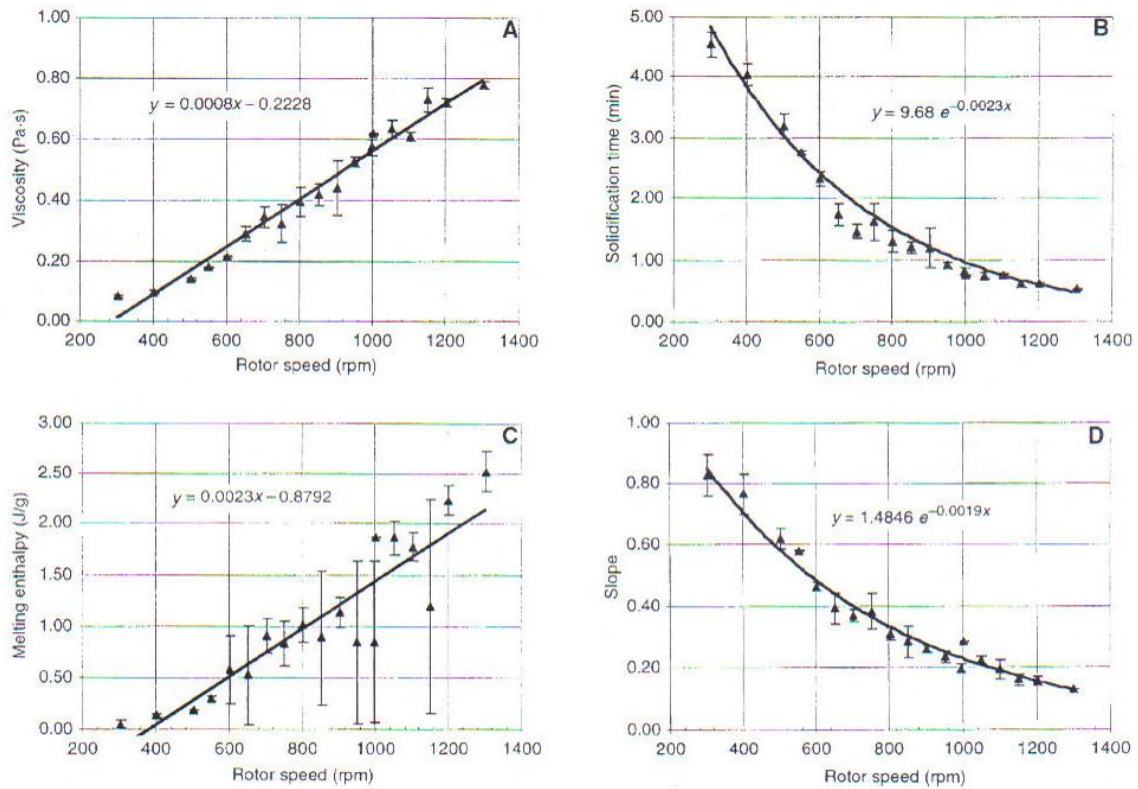 A
1.00
0.80
0.60
0.40
0.20
0.00
Viscosity (Pa·s)
y = 0.0008x – 0.2228
200 400 600 800 1000 1200 1400
Rotor speed (rpm)
B
5.00
4.00
3.00
2.00
1.00
0.00
Solidification time (min)
y = 9.68 e^–0.0023x
200 400 600 800 1000 1200 1400
Rotor speed (rpm)
C
3.00
2.50
2.00
1.50
1.00
0.50
0.00
Melting enthalpy (J/g)
y = 0.0023x – 0.8792
200 400 600 800 1000 1200 1400
Rotor speed (rpm)
D
1.00
0.80
0.60
0.40
0.20
0.00
Slope
y = 1.4846 e^–0.0019x
200 400 600 800 1000 1200 1400
Rotor speed (rpm)